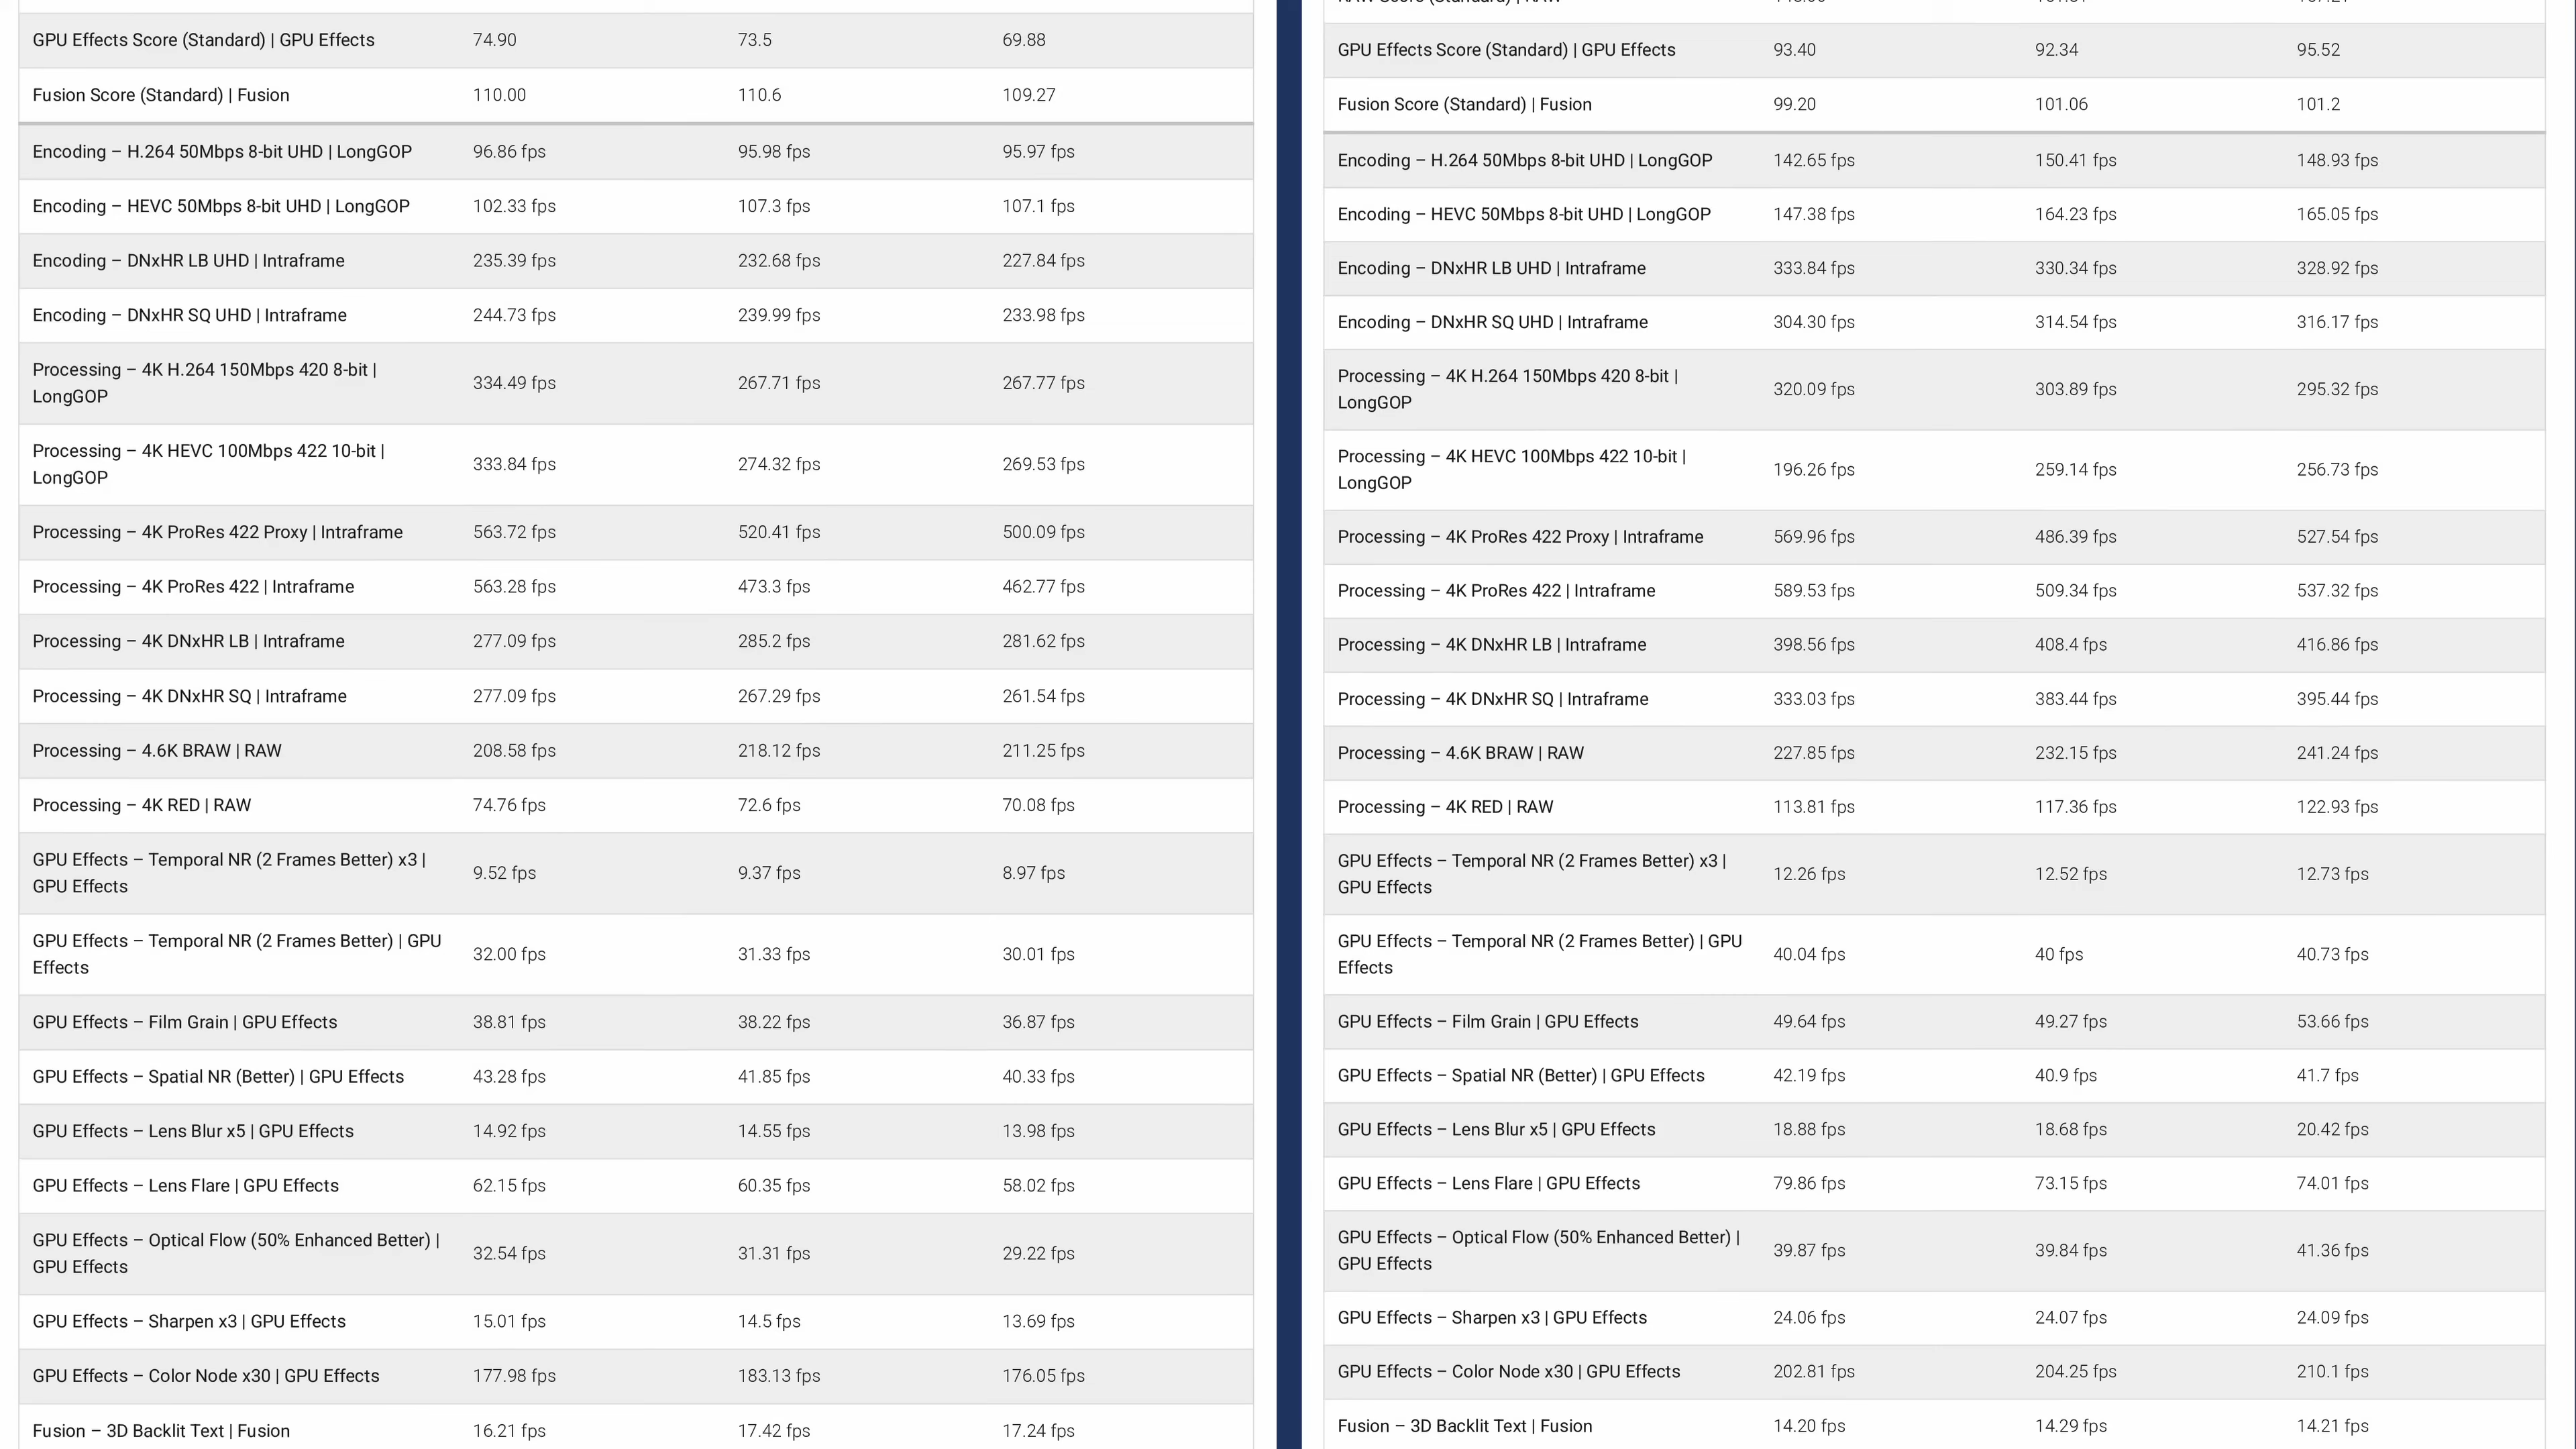 GPU Effects Score (Standard) | GPU Effects 74.90 73.5 69.88
Fusion Score (Standard) | Fusion 110.00 110.6 109.27
Encoding – H.264 50Mbps 8-bit UHD | LongGOP 96.86 fps 95.98 fps 95.97 fps
Encoding – HEVC 50Mbps 8-bit UHD | LongGOP 102.33 fps 107.3 fps 107.1 fps
Encoding – DNxHR LB UHD | Intraframe 235.39 fps 232.68 fps 227.84 fps
Encoding – DNxHR SQ UHD | Intraframe 244.73 fps 239.99 fps 233.98 fps
Processing – 4K H.264 150Mbps 420 8-bit |
LongGOP 334.49 fps 267.71 fps 267.77 fps
Processing – 4K HEVC 100Mbps 422 10-bit |
LongGOP 333.84 fps 274.32 fps 269.53 fps
Processing – 4K ProRes 422 Proxy | Intraframe 563.72 fps 520.41 fps 500.09 fps
Processing – 4K ProRes 422 | Intraframe 563.28 fps 473.3 fps 462.77 fps
Processing – 4K DNxHR LB | Intraframe 277.09 fps 285.2 fps 281.62 fps
Processing – 4K DNxHR SQ | Intraframe 277.09 fps 267.29 fps 261.54 fps
Processing – 4.6K BRAW | RAW 208.58 fps 218.12 fps 211.25 fps
Processing – 4K RED | RAW 74.76 fps 72.6 fps 70.08 fps
GPU Effects – Temporal NR (2 Frames Better) x3 |
GPU Effects 9.52 fps 9.37 fps 8.97 fps
GPU Effects – Temporal NR (2 Frames Better) | GPU
Effects 32.00 fps 31.33 fps 30.01 fps
GPU Effects – Film Grain | GPU Effects 38.81 fps 38.22 fps 36.87 fps
GPU Effects – Spatial NR (Better) | GPU Effects 43.28 fps 41.85 fps 40.33 fps
GPU Effects – Lens Blur x5 | GPU Effects 14.92 fps 14.55 fps 13.98 fps
GPU Effects – Lens Flare | GPU Effects 62.15 fps 60.35 fps 58.02 fps
GPU Effects – Optical Flow (50% Enhanced Better) |
GPU Effects 32.54 fps 31.31 fps 29.22 fps
GPU Effects – Sharpen x3 | GPU Effects 15.01 fps 14.5 fps 13.69 fps
GPU Effects – Color Node x30 | GPU Effects 177.98 fps 183.13 fps 176.05 fps
Fusion – 3D Backlit Text | Fusion 16.21 fps 17.42 fps 17.24 fps
GPU Effects Score (Standard) | GPU Effects 93.40 92.34 95.52
Fusion Score (Standard) | Fusion 99.20 101.06 101.2
Encoding – H.264 50Mbps 8-bit UHD | LongGOP 142.65 fps 150.41 fps 148.93 fps
Encoding – HEVC 50Mbps 8-bit UHD | LongGOP 147.38 fps 164.23 fps 165.05 fps
Encoding – DNxHR LB UHD | Intraframe 333.84 fps 330.34 fps 328.92 fps
Encoding – DNxHR SQ UHD | Intraframe 304.30 fps 314.54 fps 316.17 fps
Processing – 4K H.264 150Mbps 420 8-bit |
LongGOP 320.09 fps 303.89 fps 295.32 fps
Processing – 4K HEVC 100Mbps 422 10-bit |
LongGOP 196.26 fps 259.14 fps 256.73 fps
Processing – 4K ProRes 422 Proxy | Intraframe 569.96 fps 486.39 fps 527.54 fps
Processing – 4K ProRes 422 | Intraframe 589.53 fps 509.34 fps 537.32 fps
Processing – 4K DNxHR LB | Intraframe 398.56 fps 408.4 fps 416.86 fps
Processing – 4K DNxHR SQ | Intraframe 333.03 fps 383.44 fps 395.44 fps
Processing – 4.6K BRAW | RAW 227.85 fps 232.15 fps 241.24 fps
Processing – 4K RED | RAW 113.81 fps 117.36 fps 122.93 fps
GPU Effects – Temporal NR (2 Frames Better) x3 |
GPU Effects 12.26 fps 12.52 fps 12.73 fps
GPU Effects – Temporal NR (2 Frames Better) | GPU
Effects 40.04 fps 40 fps 40.73 fps
GPU Effects – Film Grain | GPU Effects 49.64 fps 49.27 fps 53.66 fps
GPU Effects – Spatial NR (Better) | GPU Effects 42.19 fps 40.9 fps 41.7 fps
GPU Effects – Lens Blur x5 | GPU Effects 18.88 fps 18.68 fps 20.42 fps
GPU Effects – Lens Flare | GPU Effects 79.86 fps 73.15 fps 74.01 fps
GPU Effects – Optical Flow (50% Enhanced Better) |
GPU Effects 39.87 fps 39.84 fps 41.36 fps
GPU Effects – Sharpen x3 | GPU Effects 24.06 fps 24.07 fps 24.09 fps
GPU Effects – Color Node x30 | GPU Effects 202.81 fps 204.25 fps 210.1 fps
Fusion – 3D Backlit Text | Fusion 14.20 fps 14.29 fps 14.21 fps